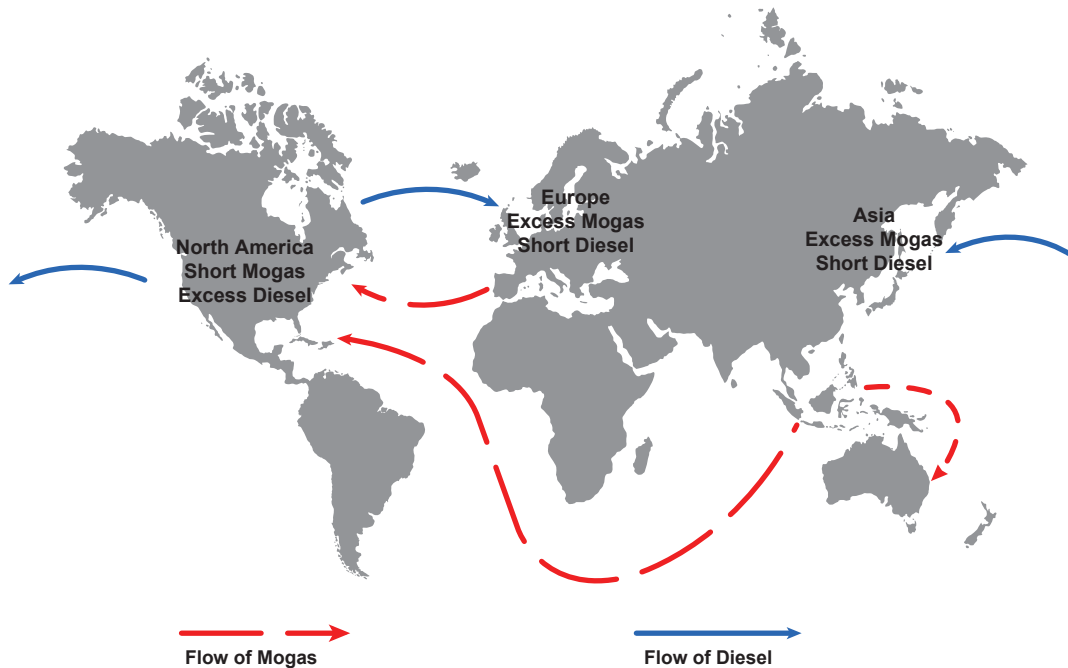 Europe
Excess Mogas
Short Diesel
Asia
Excess Mogas
Short Diesel
North America
Short Mogas
Excess Diesel
Flow of Mogas
Flow of Diesel